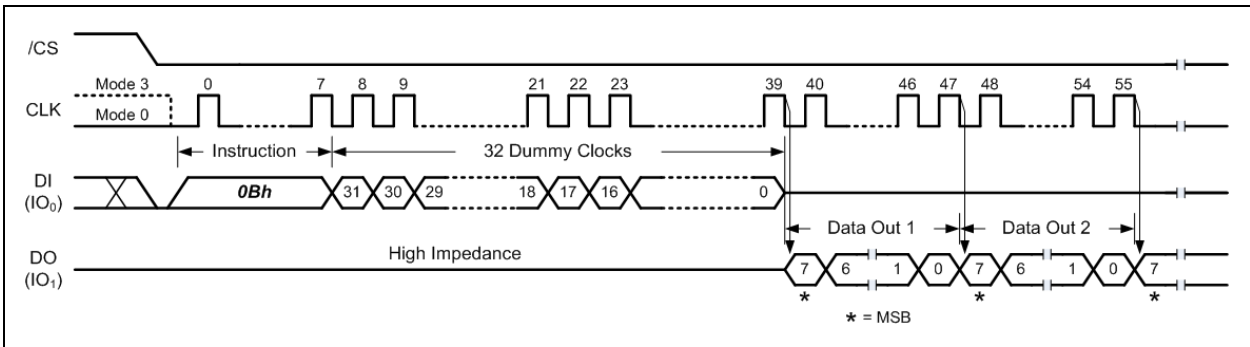 /CS
Mode 3 0 7 8 9 21 22 23 39 40 46 47 48 54 55
CLK
Mode 0
Instruction 32 Dummy Clocks
DI
(IO₀)
0Bh 31 30 29 18 17 16 0
Data Out 1 Data Out 2
High Impedance
DO
(IO₁)
7 6 1 0 7 6 1 0 7
* * *
* = MSB